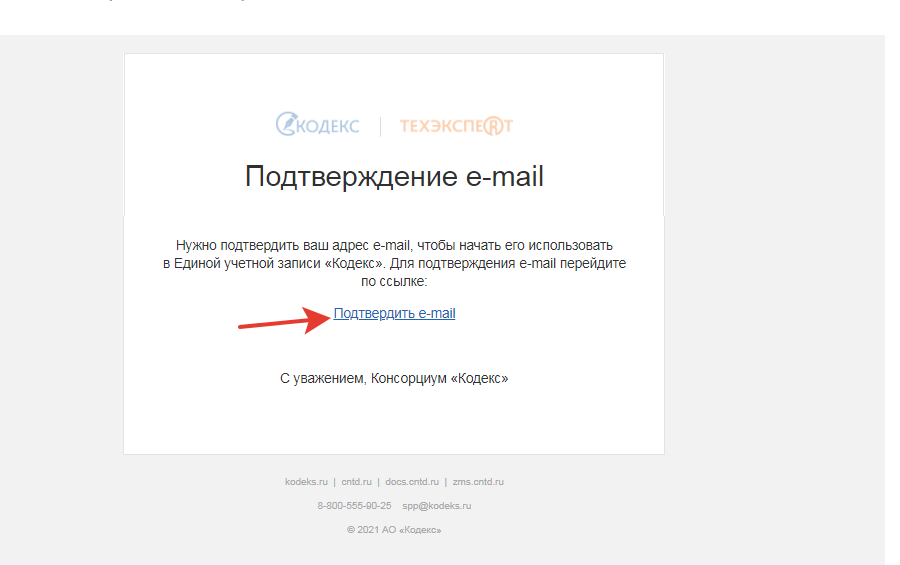 КОДЕКС | ТЕХЭКСПЕRТ
Подтверждение e-mail
Нужно подтвердить ваш адрес e-mail, чтобы начать его использовать
в Единой учетной записи «Кодекс». Для подтверждения e-mail перейдите
по ссылке:
Подтвердить e-mail
С уважением, Консорциум «Кодекс»
kodeks.ru | cntd.ru | docs.cntd.ru | zms.cntd.ru
8-800-555-90-25 spp@kodeks.ru
© 2021 АО «Кодекс»